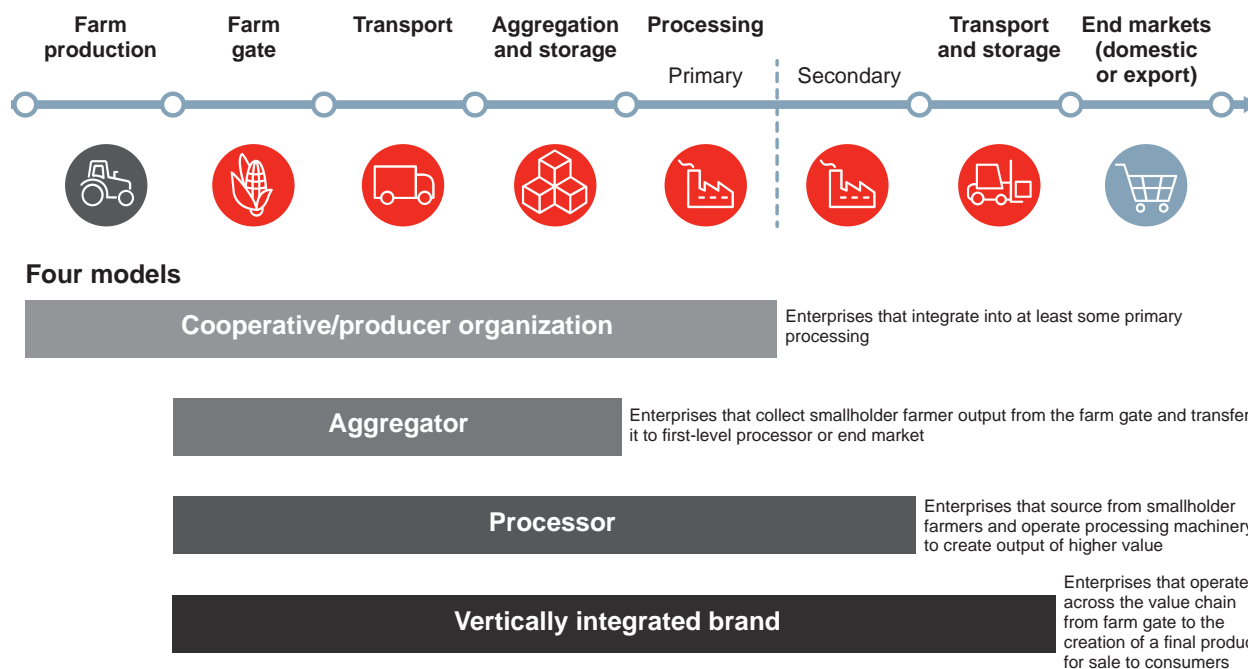 Farm
production
Farm
gate
Transport
Aggregation
and storage
Processing
Primary
Secondary
Transport
and storage
End markets
(domestic
or export)
Four models
Cooperative/producer organization
Enterprises that integrate into at least some primary
processing
Aggregator
Enterprises that collect smallholder farmer output from the farm gate and transfer
it to first-level processor or end market
Processor
Enterprises that source from smallholder
farmers and operate processing machinery
to create output of higher value
Vertically integrated brand
Enterprises that operate
across the value chain
from farm gate to the
creation of a final produc
for sale to consumers